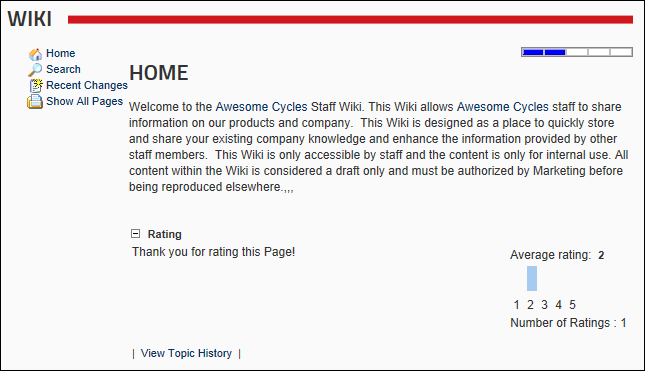 WIKI
Home
Search
Recent Changes
Show All Pages
HOME
Welcome to the Awesome Cycles Staff Wiki. This Wiki allows Awesome Cycles staff to share
information on our products and company.  This Wiki is designed as a place to quickly store
and share your existing company knowledge and enhance the information provided by other
staff members.  This Wiki is only accessible by staff and the content is only for internal use. All
content within the Wiki is considered a draft only and must be authorized by Marketing before
being reproduced elsewhere.,,,
Rating
Thank you for rating this Page!
Average rating:  2
1 2 3 4 5
Number of Ratings : 1
| View Topic History |